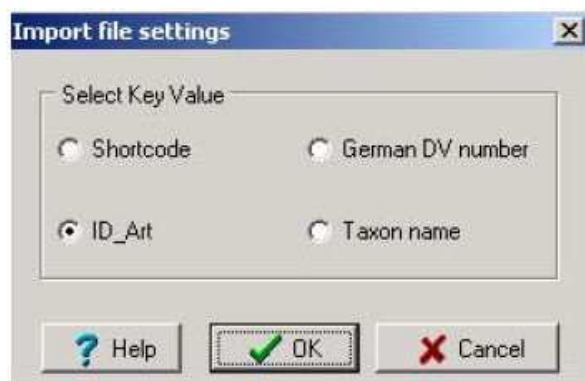 Import file settings
Select Key Value
Shortcode
German DV number
ID_Art
Taxon name
? Help
OK
Cancel